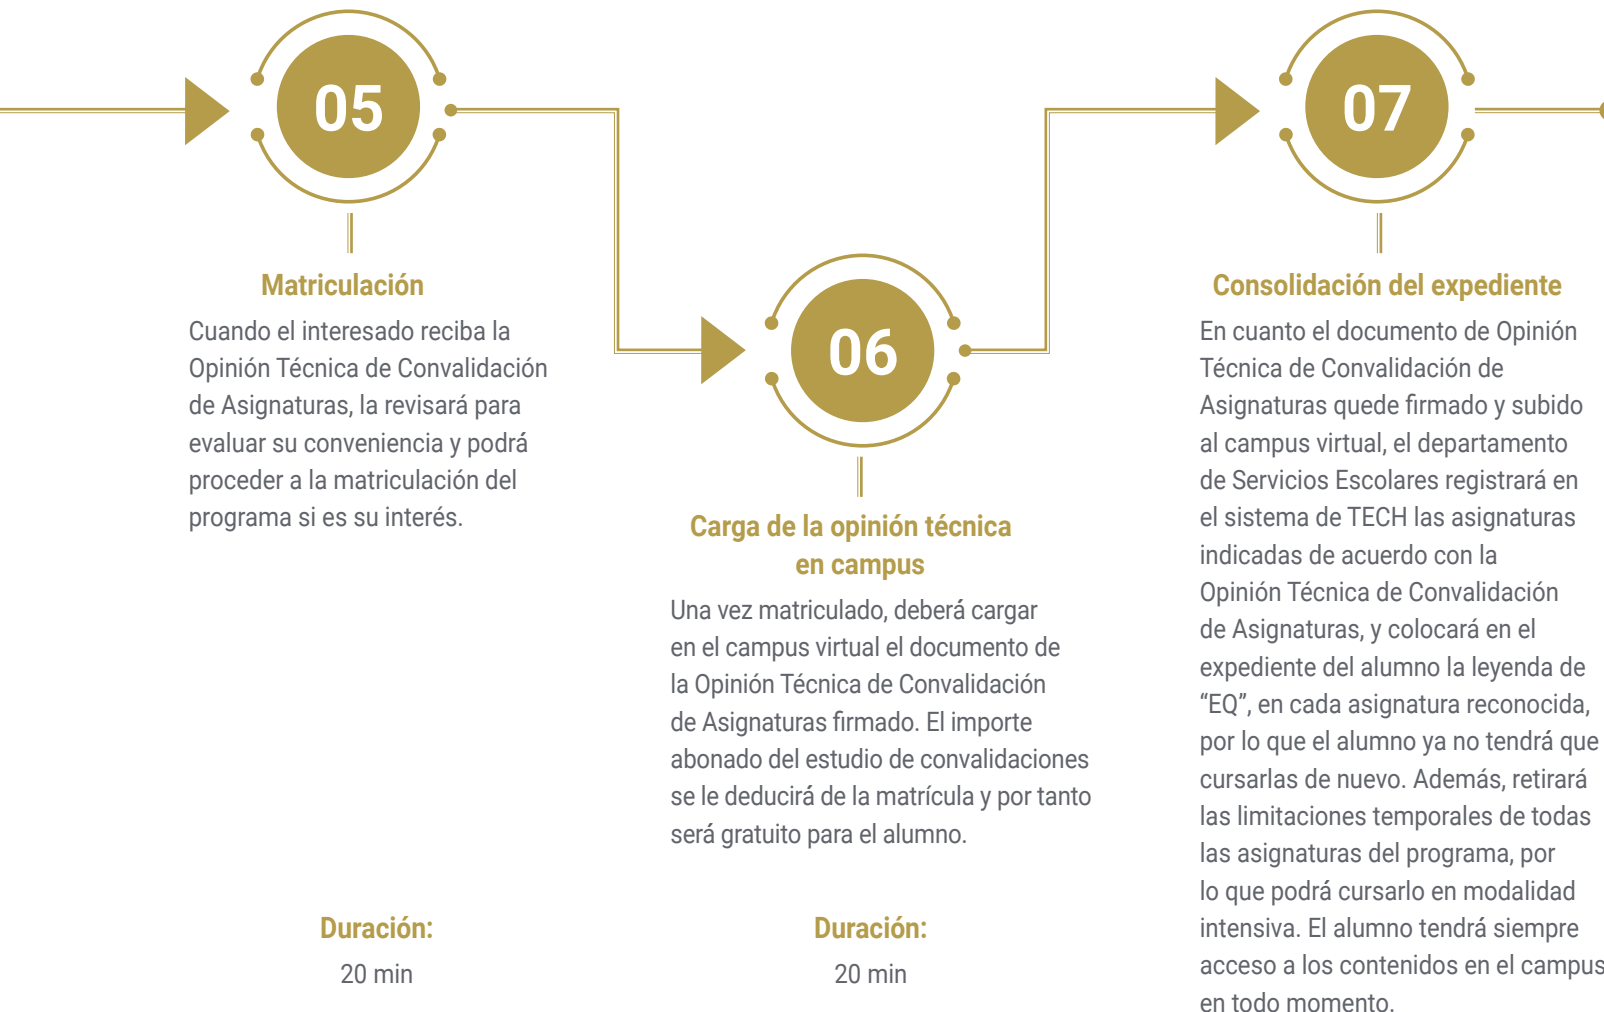 05
Matriculación
Cuando el interesado reciba la
Opinión Técnica de Convalidación
de Asignaturas, la revisará para
evaluar su conveniencia y podrá
proceder a la matriculación del
programa si es su interés.
Duración:
20 min
06
Carga de la opinión técnica
en campus
Una vez matriculado, deberá cargar
en el campus virtual el documento de
la Opinión Técnica de Convalidación
de Asignaturas firmado. El importe
abonado del estudio de convalidaciones
se le deducirá de la matrícula y por tanto
será gratuito para el alumno.
Duración:
20 min
07
Consolidación del expediente
En cuanto el documento de Opinión
Técnica de Convalidación de
Asignaturas quede firmado y subido
al campus virtual, el departamento
de Servicios Escolares registrará en
el sistema de TECH las asignaturas
indicadas de acuerdo con la
Opinión Técnica de Convalidación
de Asignaturas, y colocará en el
expediente del alumno la leyenda de
“EQ”, en cada asignatura reconocida,
por lo que el alumno ya no tendrá que
cursarlas de nuevo. Además, retirará
las limitaciones temporales de todas
las asignaturas del programa, por
lo que podrá cursarlo en modalidad
intensiva. El alumno tendrá siempre
acceso a los contenidos en el campus
en todo momento.